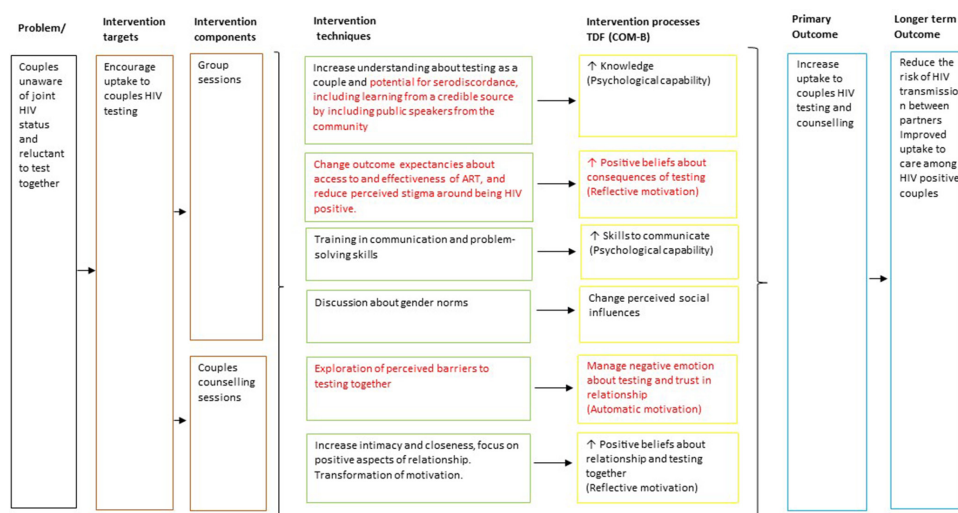 Problem/
Couples
unaware
of joint
HIV
status
and
reluctant
to test
together
Intervention
targets
Encourage
uptake to
couples HIV
testing
Intervention
components
Group
sessions
Couples
counselling
sessions
Intervention
techniques
Increase understanding about testing as a
couple and potential for serodiscordance,
including learning from a credible source
by including public speakers from the
community
Change outcome expectancies about
access to and effectiveness of ART, and
reduce perceived stigma around being HIV
positive.
Training in communication and problem-
solving skills
Discussion about gender norms
Exploration of perceived barriers to
testing together
Increase intimacy and closeness, focus on
positive aspects of relationship.
Transformation of motivation.
Intervention processes
TDF (COM-B)
↑ Knowledge
(Psychological capability)
↑ Positive beliefs about
consequences of testing
(Reflective motivation)
↑ Skills to communicate
(Psychological capability)
Change perceived social
influences
Manage negative emotion
about testing and trust in
relationship
(Automatic motivation)
↑ Positive beliefs about
relationship and testing
together
(Reflective motivation)
Primary
Outcome
Increase
uptake to
couples HIV
testing and
counselling
Longer term
Outcome
Reduce the
risk of HIV
transmissio
n between
partners
Improved
uptake to
care among
HIV positive
couples